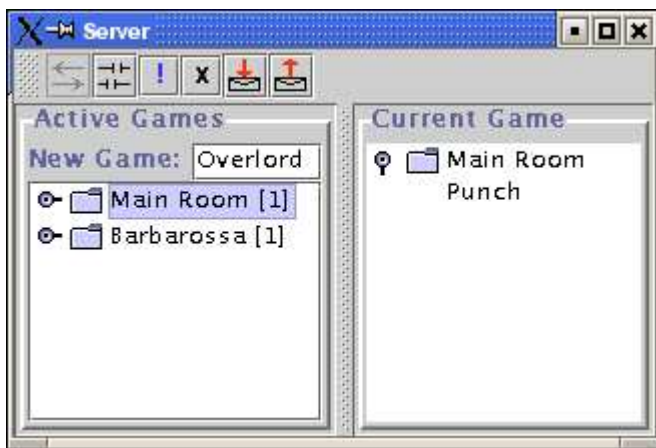 Server
! x
Active Games
New Game: Overlord
Main Room [1]
Barbarossa [1]
Current Game
Main Room
Punch